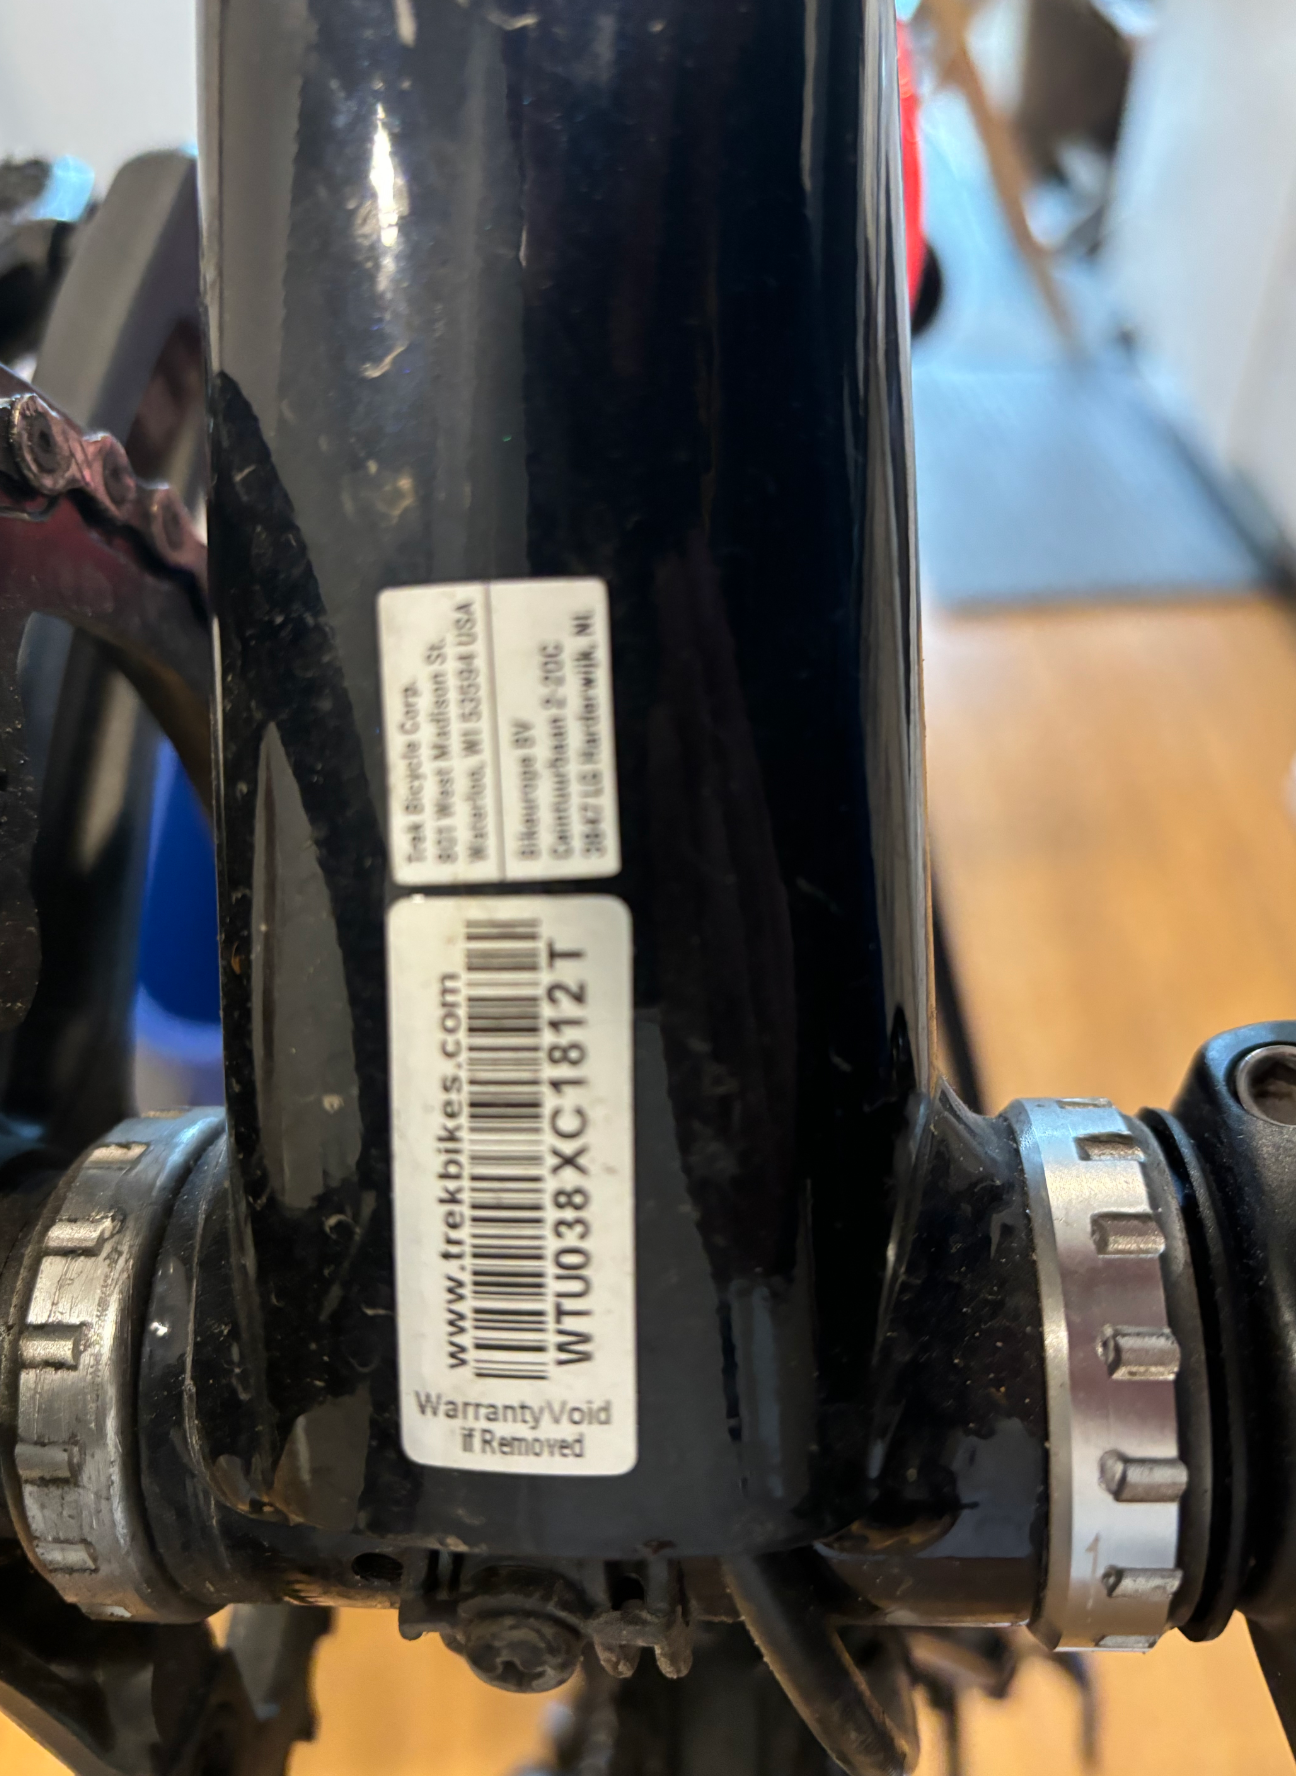 Trek Bicycle Corp.
801 West Madison St.
Waterloo, WI 53594 USA
Bikeurope BV
Ceintuurbaan 2-20C
3847 LG Harderwijk, NL
www.trekbikes.com
WTU038XC1812T
Warranty Void
if Removed